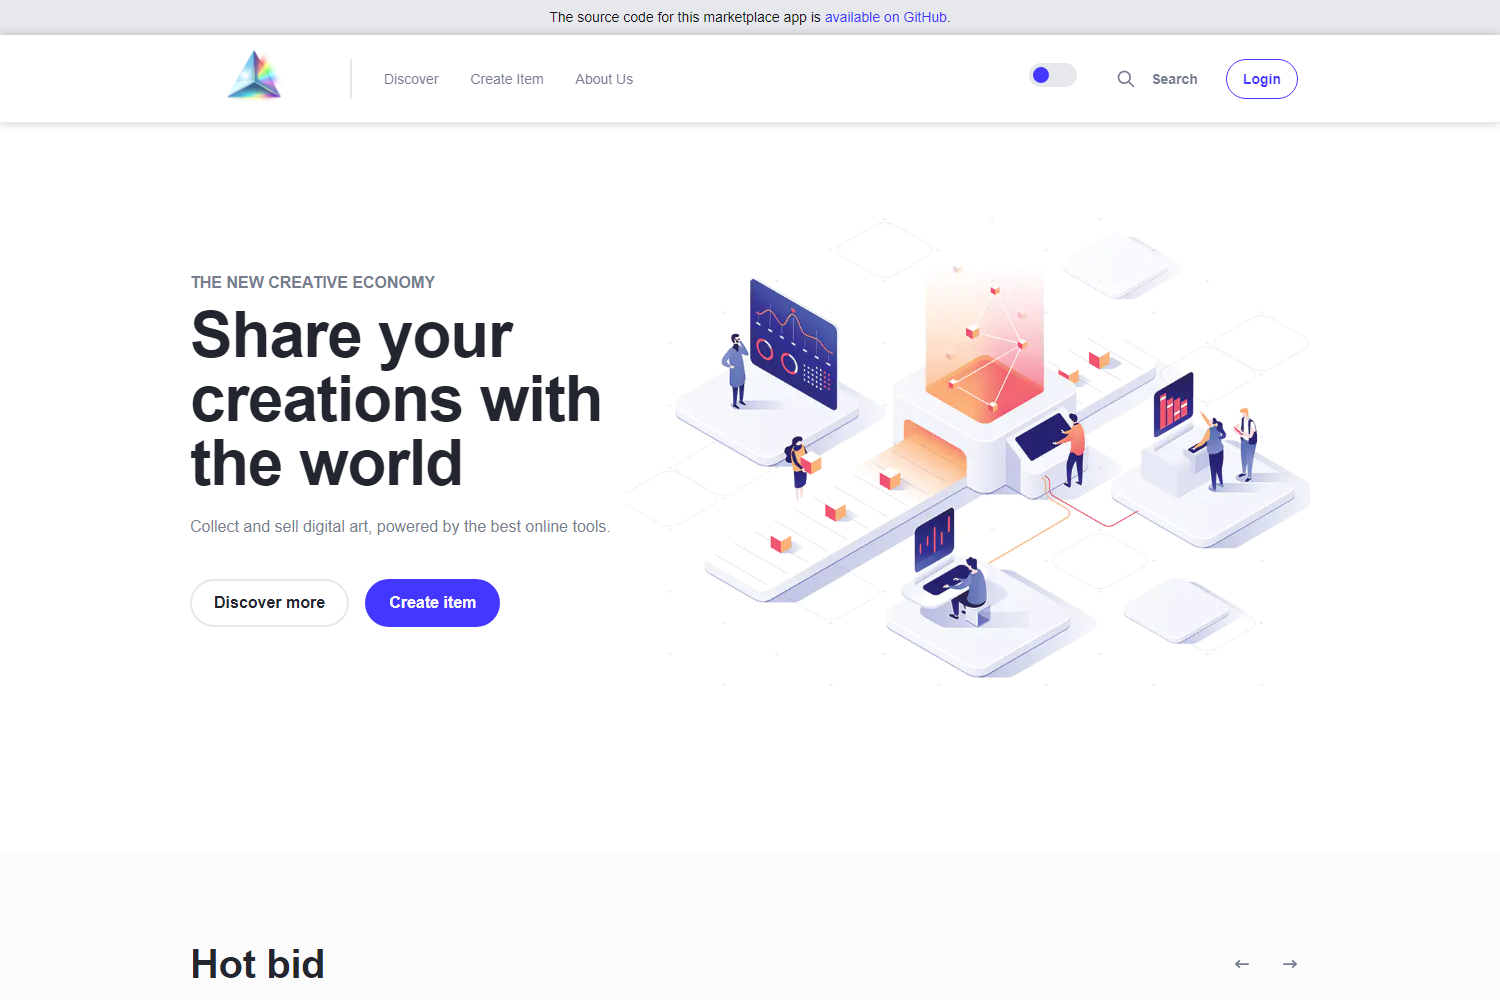 The source code for this marketplace app is available on GitHub.
Discover
Create Item
About Us
Search
Login
THE NEW CREATIVE ECONOMY
Share your
creations with
the world
Collect and sell digital art, powered by the best online tools.
Discover more
Create item
Hot bid